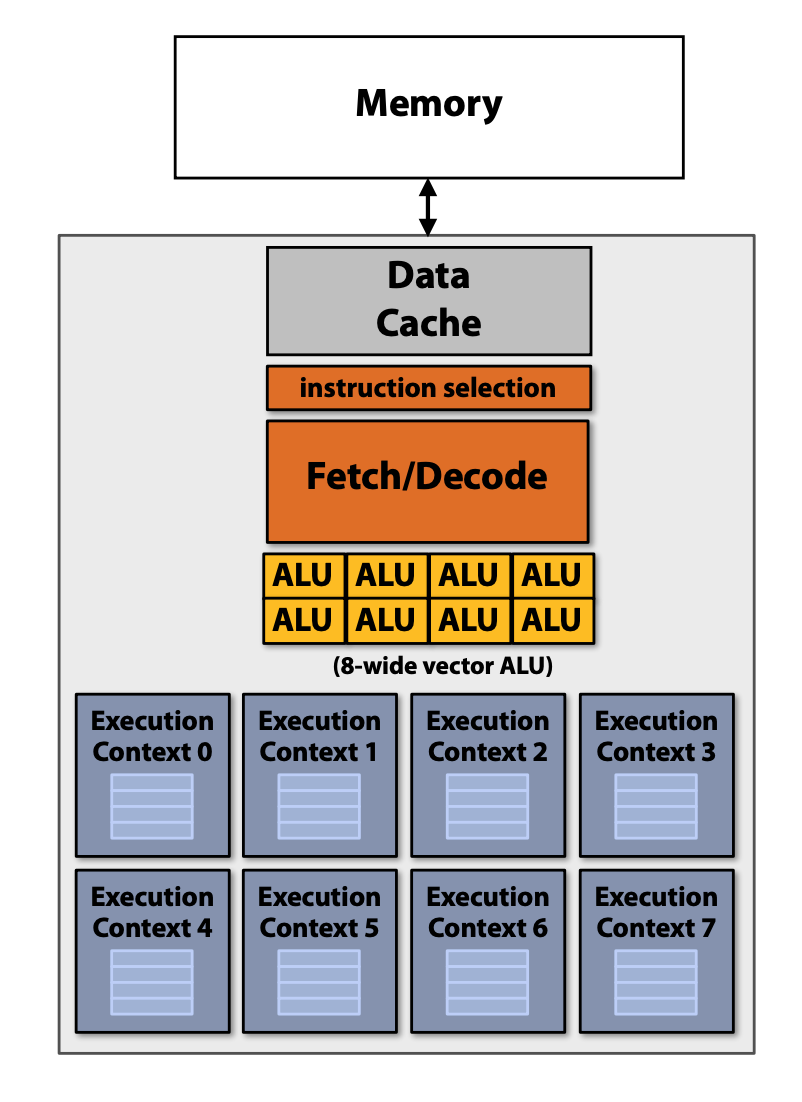 Memory
Data
Cache
instruction selection
Fetch/Decode
ALU ALU ALU ALU
ALU ALU ALU ALU
(8-wide vector ALU)
Execution Context 0
Execution Context 1
Execution Context 2
Execution Context 3
Execution Context 4
Execution Context 5
Execution Context 6
Execution Context 7